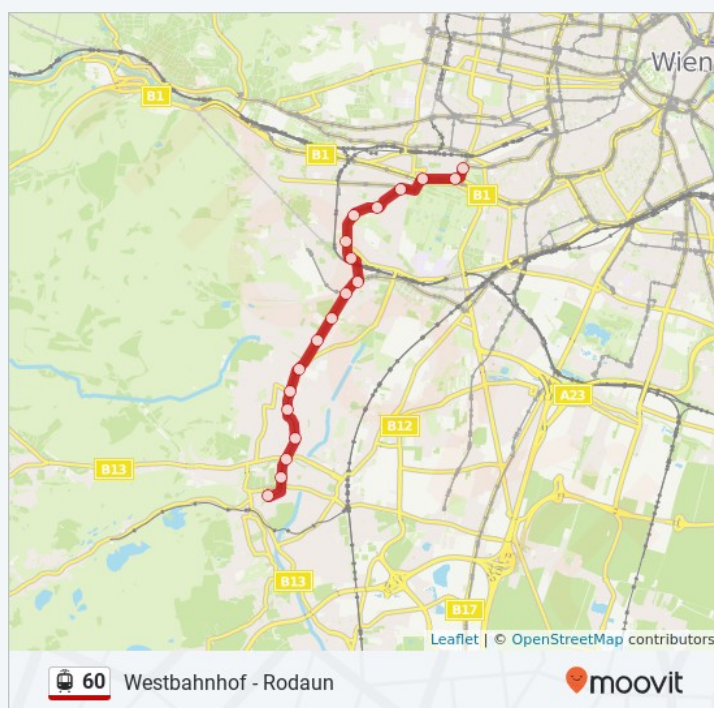 Wien
B1
B1
B1
A23
B12
B13
B13
B17
Leaflet | © OpenStreetMap contributors
60 Westbahnhof - Rodaun
moovit